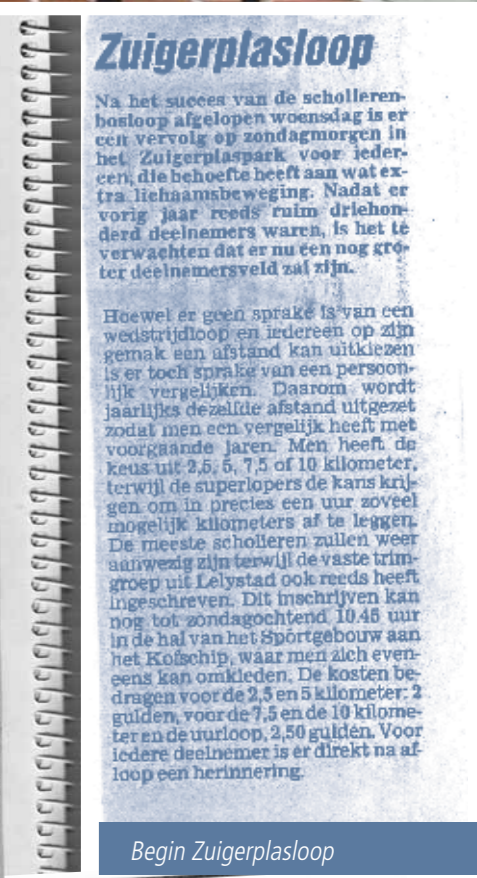 Zuigerplasloop
Na het succes van de scholieren-
bosloop afgelopen woensdag is er
een vervolg op zondagmorgen in
het Zuigerplaspark voor ieder-
een, die behoefte heeft aan wat ex-
tra lichaamsbeweging. Nadat er
vorig jaar reeds ruim driehon-
derd deelnemers waren, is het te
verwachten dat er nu een nog gro-
ter deelnemersveld zal zijn.
Hoewel er geen sprake is van een
wedstrijdloop en iedereen op zijn
gemak een afstand kan uitkiezen
is er toch sprake van een persoon-
lijk vergelijken. Daarom wordt
jaarlijks dezelfde afstand uitgezet
zodat men een vergelijk heeft met
voorgaande jaren. Men heeft de
keus uit 2,5, 5, 7,5 of 10 kilometer,
terwijl de superlopers de kans krij-
gen om in precies een uur zoveel
mogelijk kilometers af te leggen.
De meeste scholieren zullen weer
aanwezig zijn terwijl de vaste trim-
groep uit Lelystad ook reeds heeft
ingeschreven. Dit inschrijven kan
nog tot zondagochtend 10.45 uur
in de hal van het Sportgebouw aan
het Kofschip, waar men zich even-
eens kan omkleden. De kosten be-
dragen voor de 2,5 en 5 kilometer: 2
gulden, voor de 7,5 en de 10 kilome-
ter en de uurloop, 2,50 gulden. Voor
iedere deelnemer is er direkt na af-
loop een herinnering.
Begin Zuigerplasloop